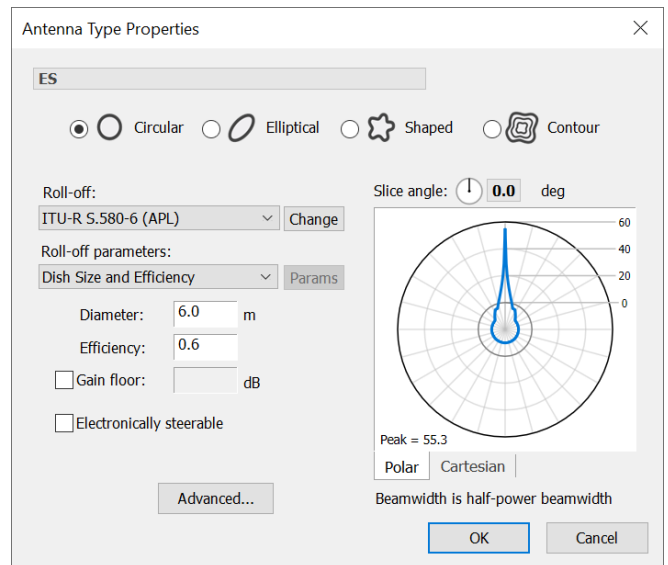 Antenna Type Properties
ES
Circular Elliptical Shaped Contour
Roll-off:
ITU-R S.580-6 (APL) Change
Roll-off parameters:
Dish Size and Efficiency Params
Diameter: 6.0 m
Efficiency: 0.6
Gain floor: dB
Electronically steerable
Advanced...
Slice angle: 0.0 deg
60
40
20
0
Peak = 55.3
Polar Cartesian
Beamwidth is half-power beamwidth
OK Cancel